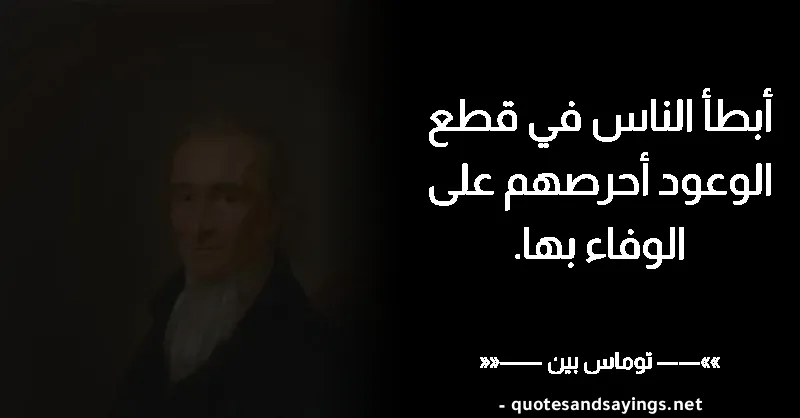 أبطأ الناس في قطع
الوعود أحرصهم على
الوفاء بها.
»—— توماس بين ——««
- quotesandsayings.net